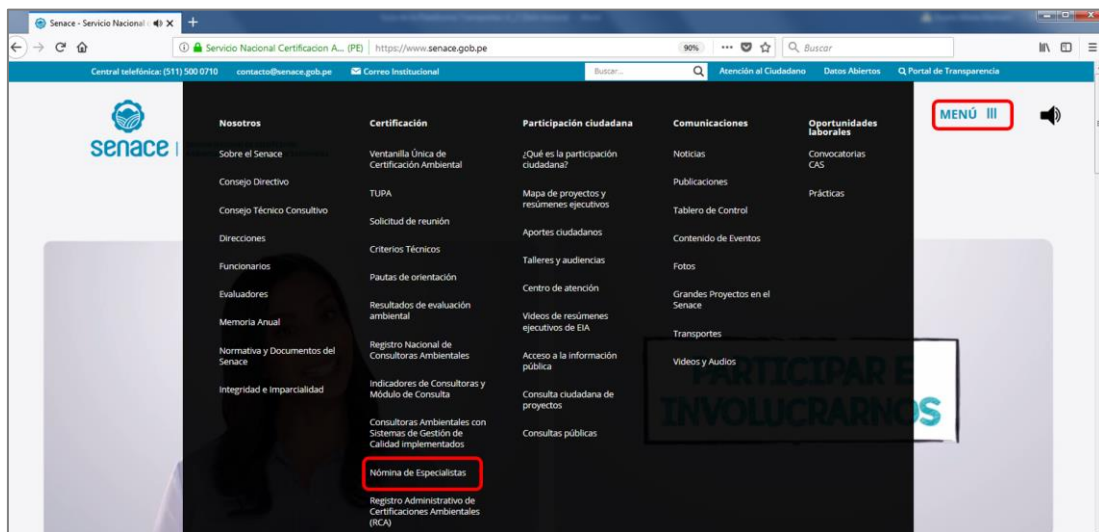 Senace - Servicio Nacional
Servicio Nacional Certificacion A... (PE)
https://www.senace.gob.pe
90%
Buscar
Central telefónica: (511) 500 0710
contacto@senace.gob.pe
Correo Institucional
Buscar...
Atención al Ciudadano
Datos Abiertos
Portal de Transparencia
senace
MENÚ
Nosotros
Sobre el Senace
Consejo Directivo
Consejo Técnico Consultivo
Direcciones
Funcionarios
Evaluadores
Memoria Anual
Normativa y Documentos del
Senace
Integridad e Imparcialidad
Certificación
Ventanilla Única de
Certificación Ambiental
TUPA
Solicitud de reunión
Criterios Técnicos
Pautas de orientación
Resultados de evaluación
ambiental
Registro Nacional de
Consultoras Ambientales
Indicadores de Consultoras y
Módulo de Consulta
Consultoras Ambientales con
Sistemas de Gestión de
Calidad implementados
Nómina de Especialistas
Registro Administrativo de
Certificaciones Ambientales
(RCA)
Participación ciudadana
¿Qué es la participación
ciudadana?
Mapa de proyectos y
resúmenes ejecutivos
Aportes ciudadanos
Talleres y audiencias
Centro de atención
Videos de resúmenes
ejecutivos de EIA
Acceso a la información
pública
Consulta ciudadana de
proyectos
Consultas públicas
Comunicaciones
Noticias
Publicaciones
Tablero de Control
Contenido de Eventos
Fotos
Grandes Proyectos en el
Senace
Transportes
Videos y Audios
Oportunidades
laborales
Convocatorias
CAS
Prácticas
PARTICIPAR E
INVOLUCRARNOS